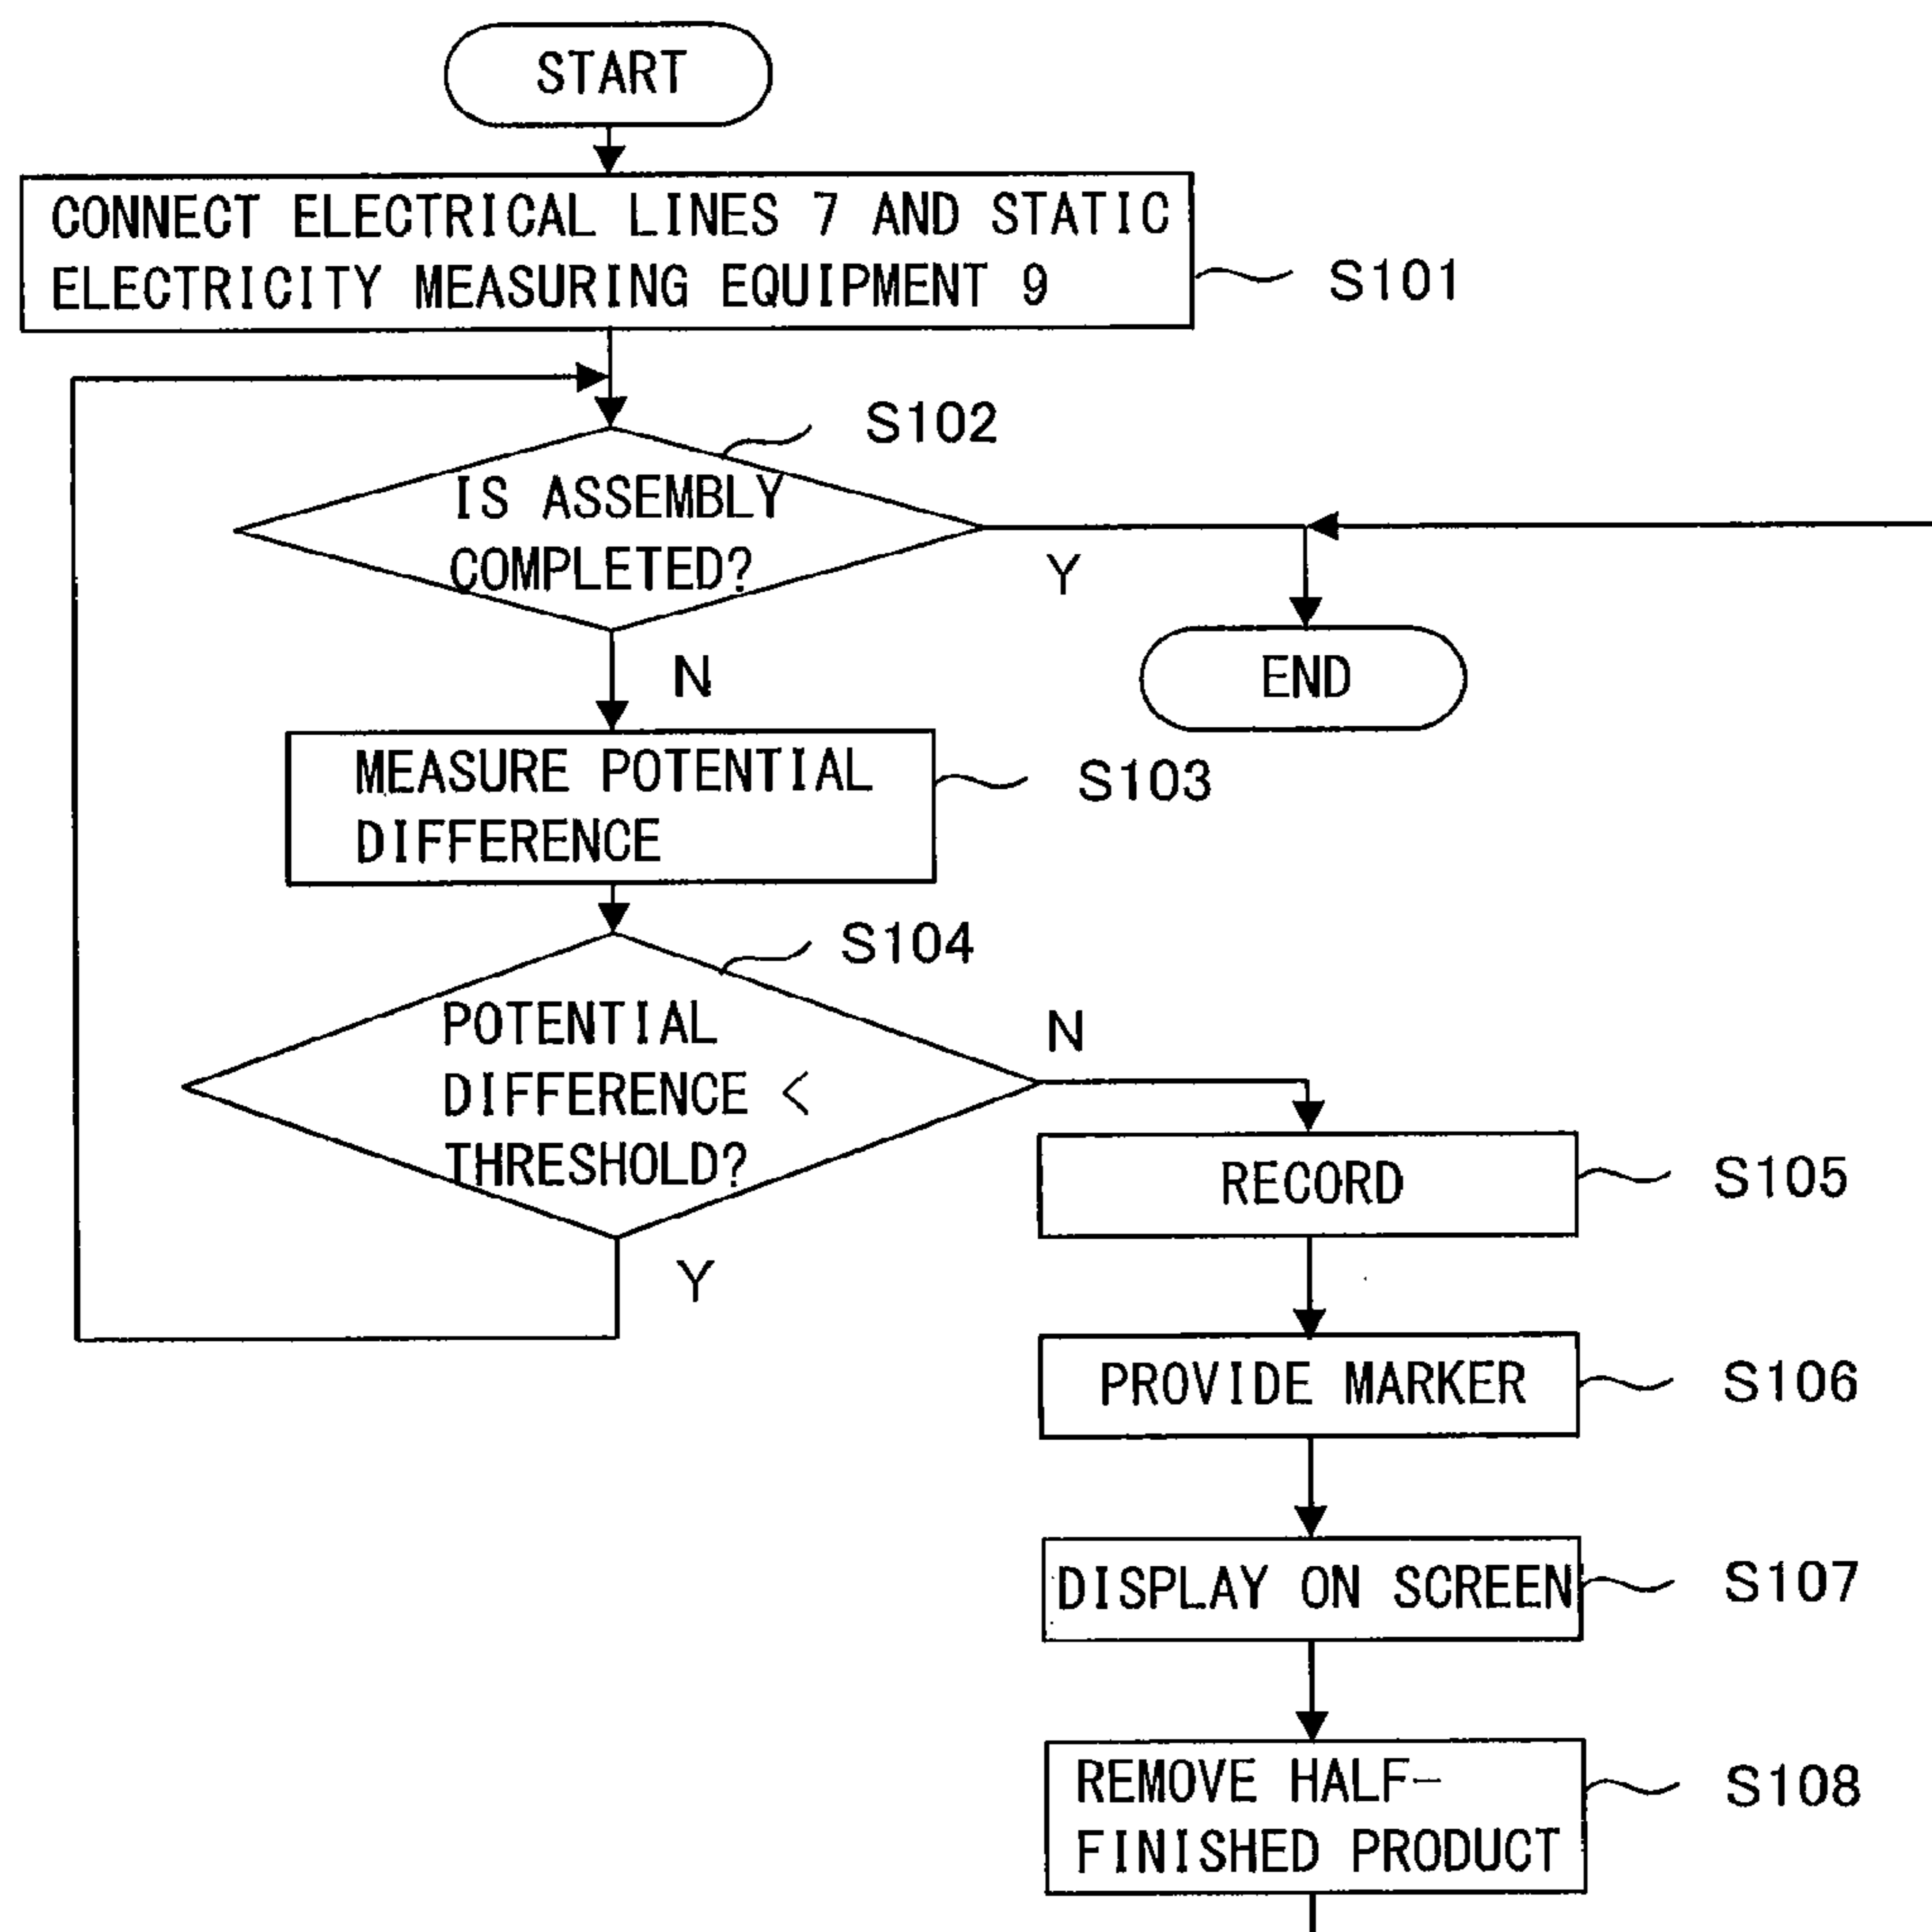 START
CONNECT ELECTRICAL LINES 7 AND STATIC
ELECTRICITY MEASURING EQUIPMENT 9
S101
S102
IS ASSEMBLY
COMPLETED?
Y
N
END
MEASURE POTENTIAL
DIFFERENCE
S103
S104
POTENTIAL
DIFFERENCE <
THRESHOLD?
N
Y
RECORD
S105
PROVIDE MARKER
S106
DISPLAY ON SCREEN
S107
REMOVE HALF-
FINISHED PRODUCT
S108